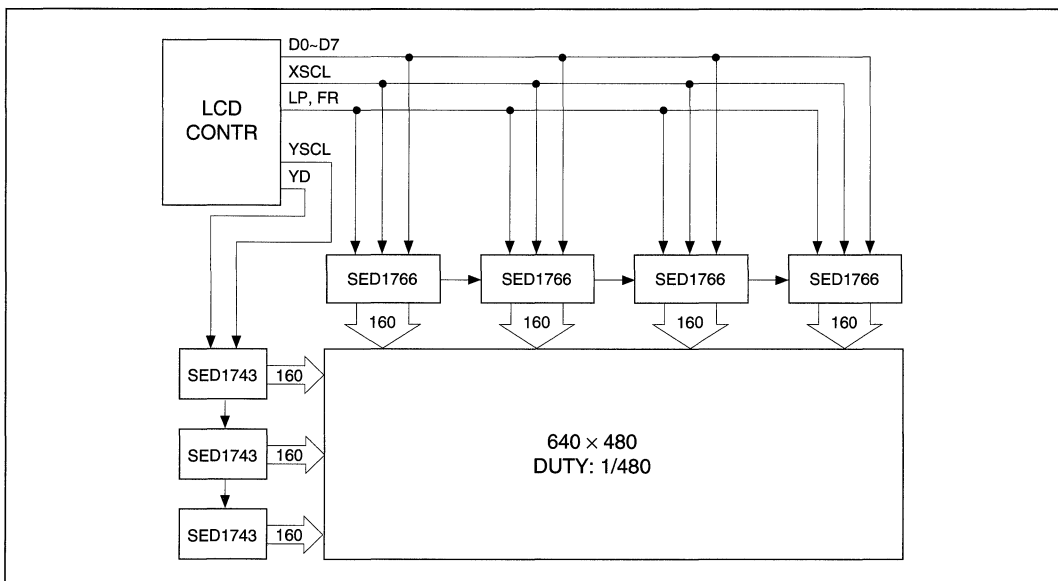 D0~D7
XSCL
LP, FR
LCD
CONTR
YSCL
YD
SED1766
SED1766
SED1766
SED1766
160
160
160
160
SED1743
160
SED1743
160
SED1743
160
640 × 480
DUTY: 1/480